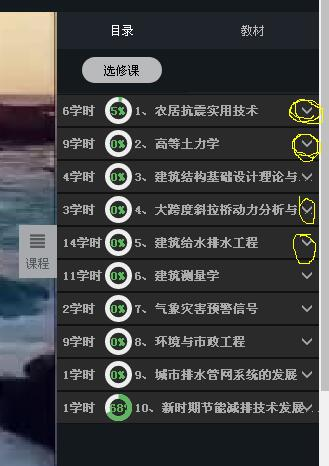 目录 教材
选修课
6学时 5% 1、农居抗震实用技术
9学时 0% 2、高等土力学
4学时 0% 3、建筑结构基础设计理论与
3学时 0% 4、大跨度斜拉桥动力分析与
14学时 0% 5、建筑给水排水工程
课程
11学时 0% 6、建筑测量学
2学时 0% 7、气象灾害预警信号
9学时 0% 8、环境与市政工程
1学时 0% 9、城市排水管网系统的发展
1学时 68% 10、新时期节能减排技术发展